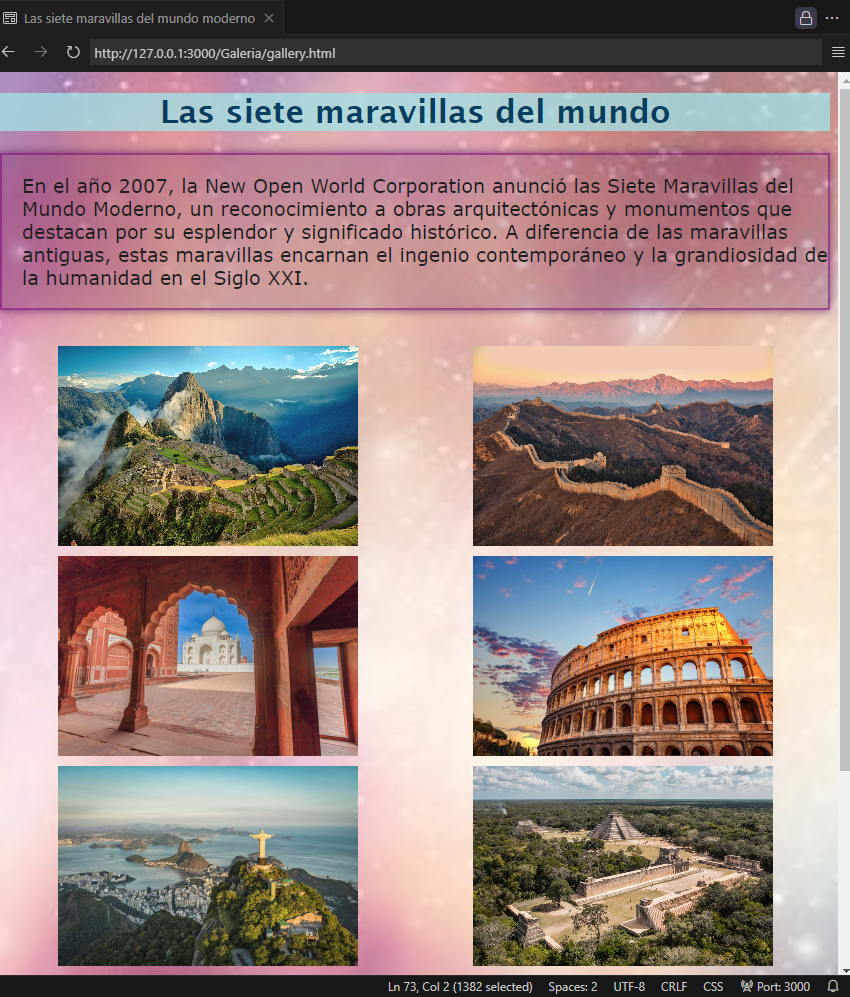 Las siete maravillas del mundo moderno
http://127.0.0.1:3000/Galeria/gallery.html
Las siete maravillas del mundo
En el año 2007, la New Open World Corporation anunció las Siete Maravillas del
Mundo Moderno, un reconocimiento a obras arquitectónicas y monumentos que
destacan por su esplendor y significado histórico. A diferencia de las maravillas
antiguas, estas maravillas encarnan el ingenio contemporáneo y la grandiosidad de
la humanidad en el Siglo XXI.
Ln 73, Col 2 (1382 selected) Spaces: 2 UTF-8 CRLF CSS Port: 3000